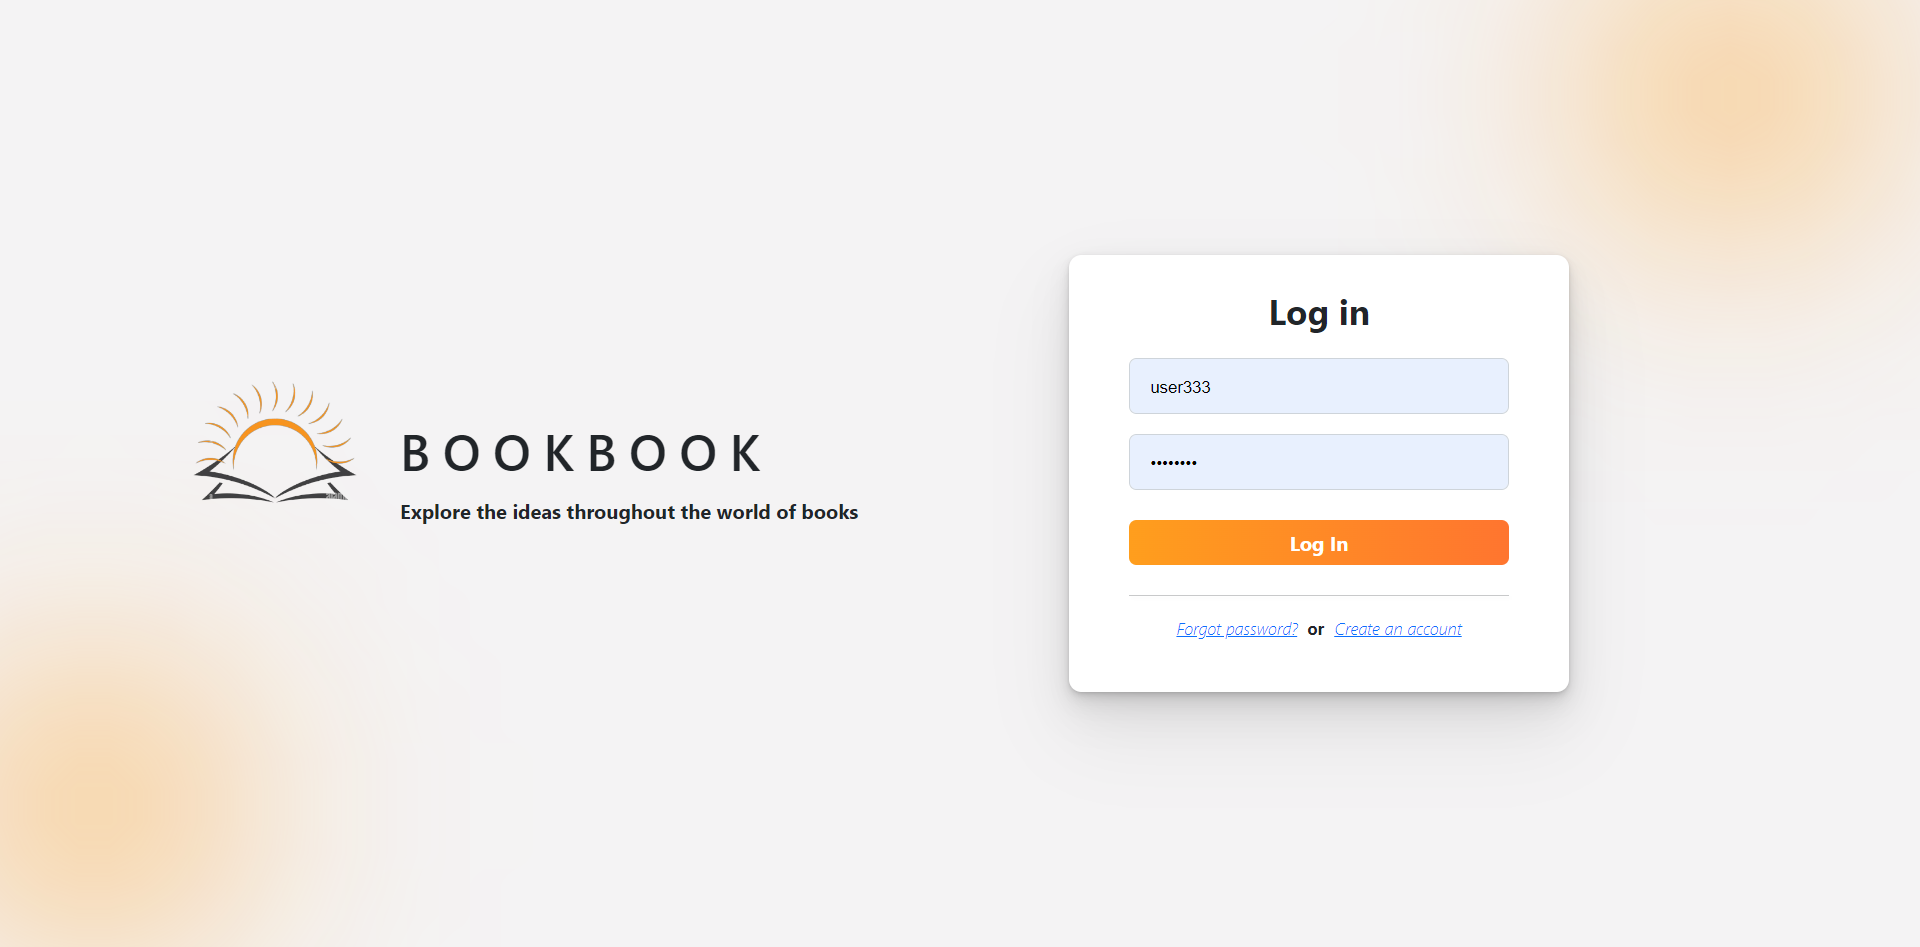 BOOKBOOK
Explore the ideas throughout the world of books
Log in
user333
••••••••
Log In
Forgot password? or Create an account